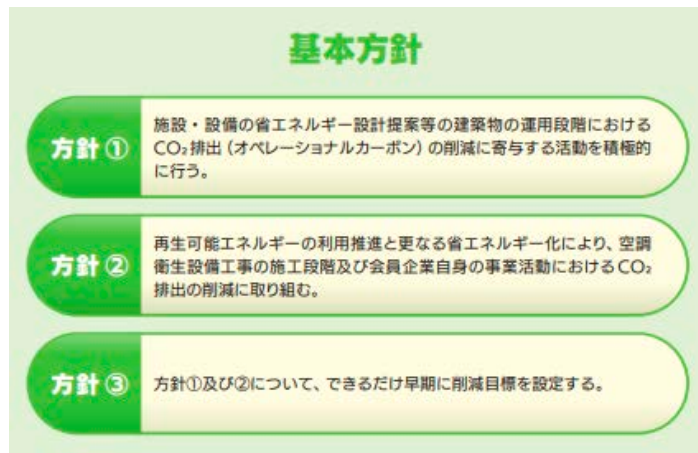 基本方針
方針①
施設・設備の省エネルギー設計提案等の建築物の運用段階における
CO₂排出（オペレーショナルカーボン）の削減に寄与する活動を積極的
に行う。
方針②
再生可能エネルギーの利用推進と更なる省エネルギー化により、空調
衛生設備工事の施工段階及び会員企業自身の事業活動におけるCO₂
排出の削減に取り組む。
方針③
方針①及び②について、できるだけ早期に削減目標を設定する。